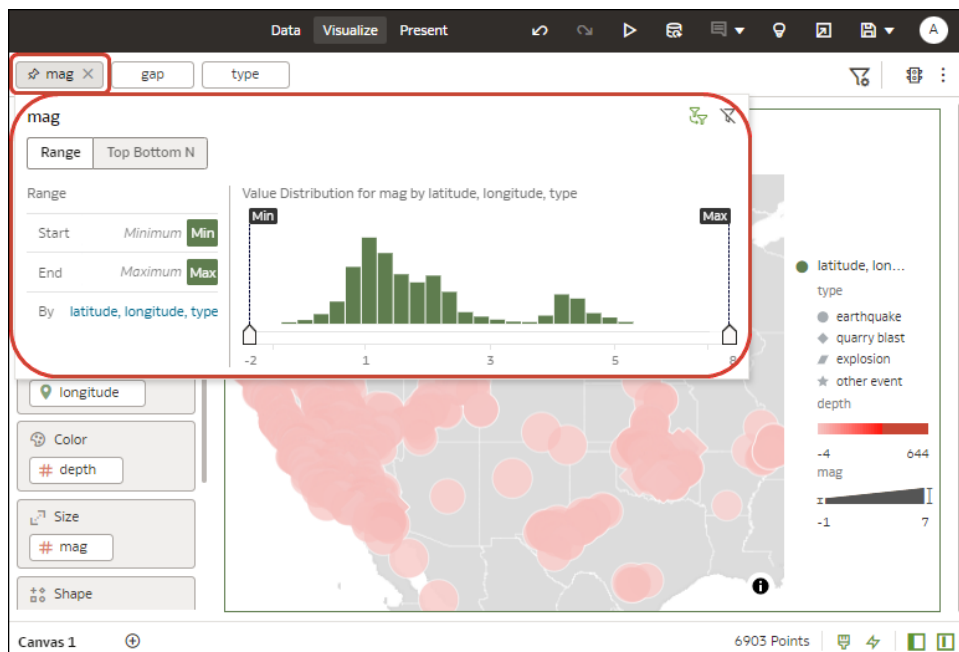 Data Visualize Present A
mag gap type
mag
Range Top Bottom N
Range
Value Distribution for mag by latitude, longitude, type
Min Max
Start Minimum Min
End Maximum Max
By latitude, longitude, type
-2 1 3 5 8
longitude
Color
# depth
Size
# mag
Shape
latitude, lon...
type
earthquake
quarry blast
explosion
other event
depth
-4 644
mag
-1 7
Canvas 1 6903 Points